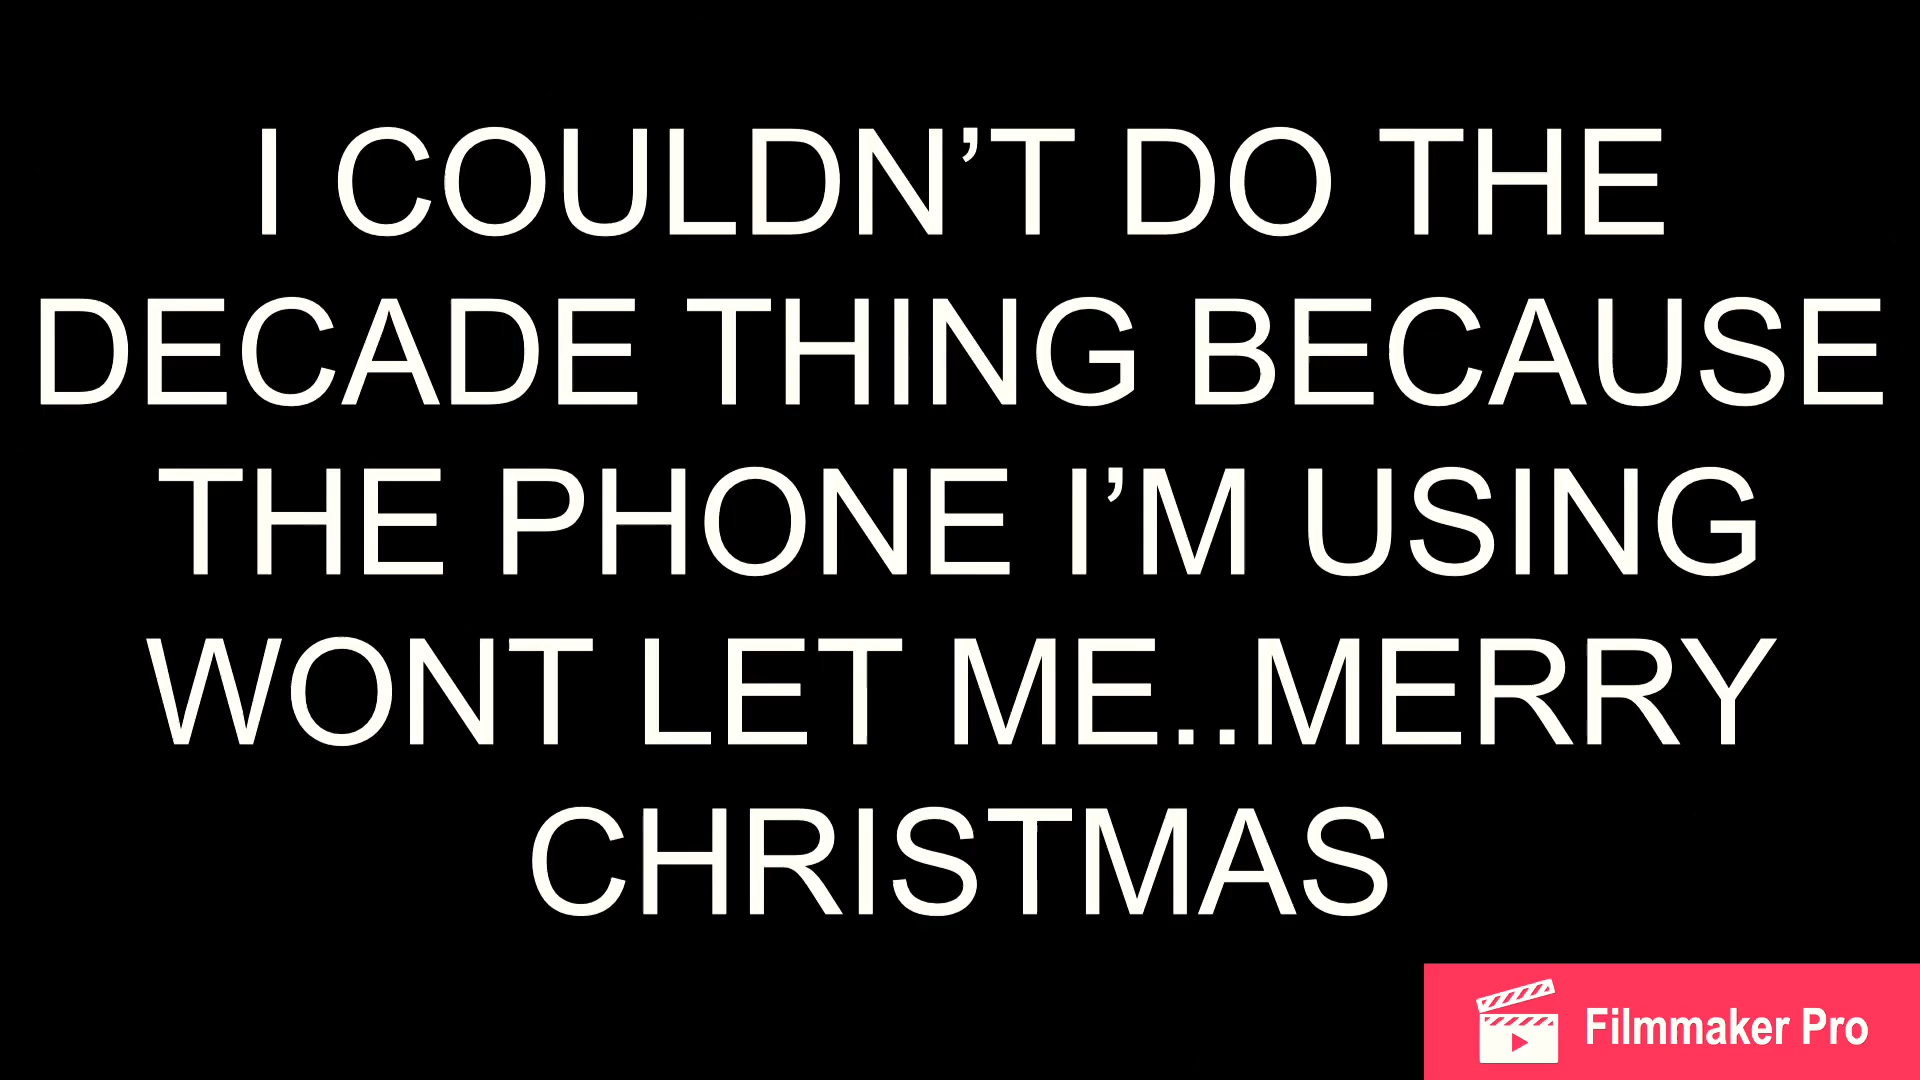 I COULDN’T DO THE
DECADE THING BECAUSE
THE PHONE I’M USING
WONT LET ME..MERRY
CHRISTMAS
Filmmaker Pro